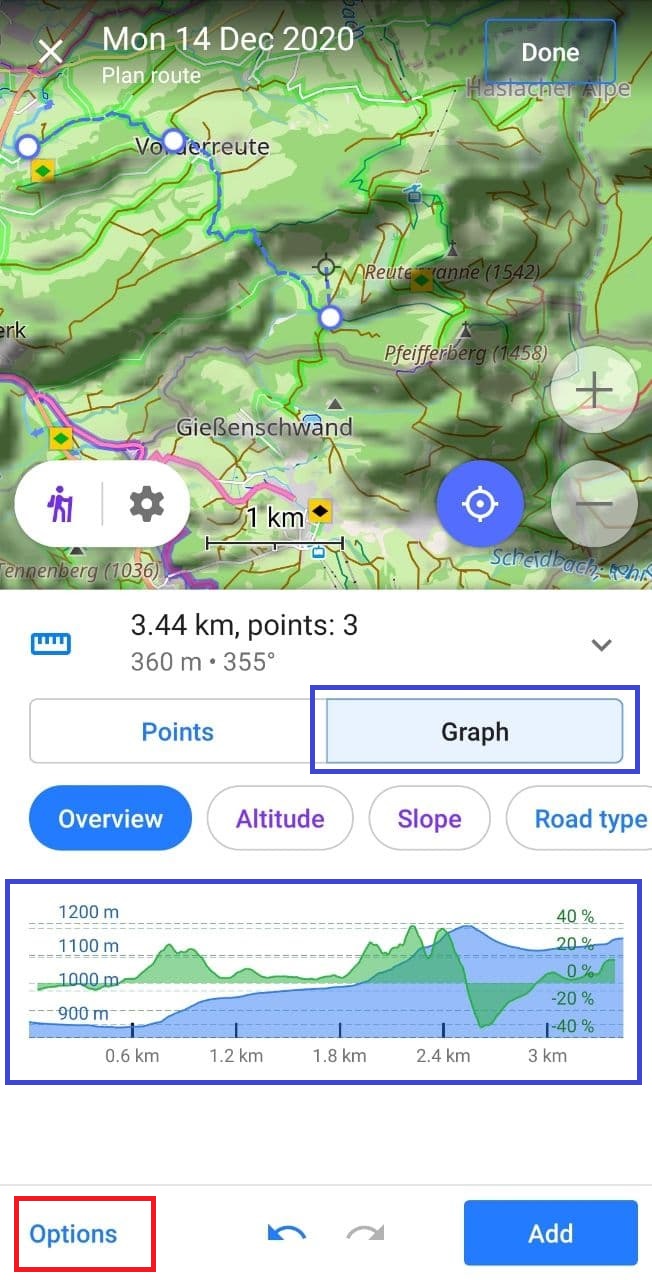 Mon 14 Dec 2020
Plan route
Done
Haslacher Alpe
Reute
anne (1542)
erk
Pfeifferberg (1458)
Gießenschwand
1 km
Tennenberg (1036)
Scheidbach
3.44 km, points: 3
360 m • 355°
Points
Graph
Overview
Altitude
Slope
Road type
1200 m
40 %
1100 m
20 %
1000 m
0 %
900 m
-20 %
-40 %
0.6 km
1.2 km
1.8 km
2.4 km
3 km
Options
Add